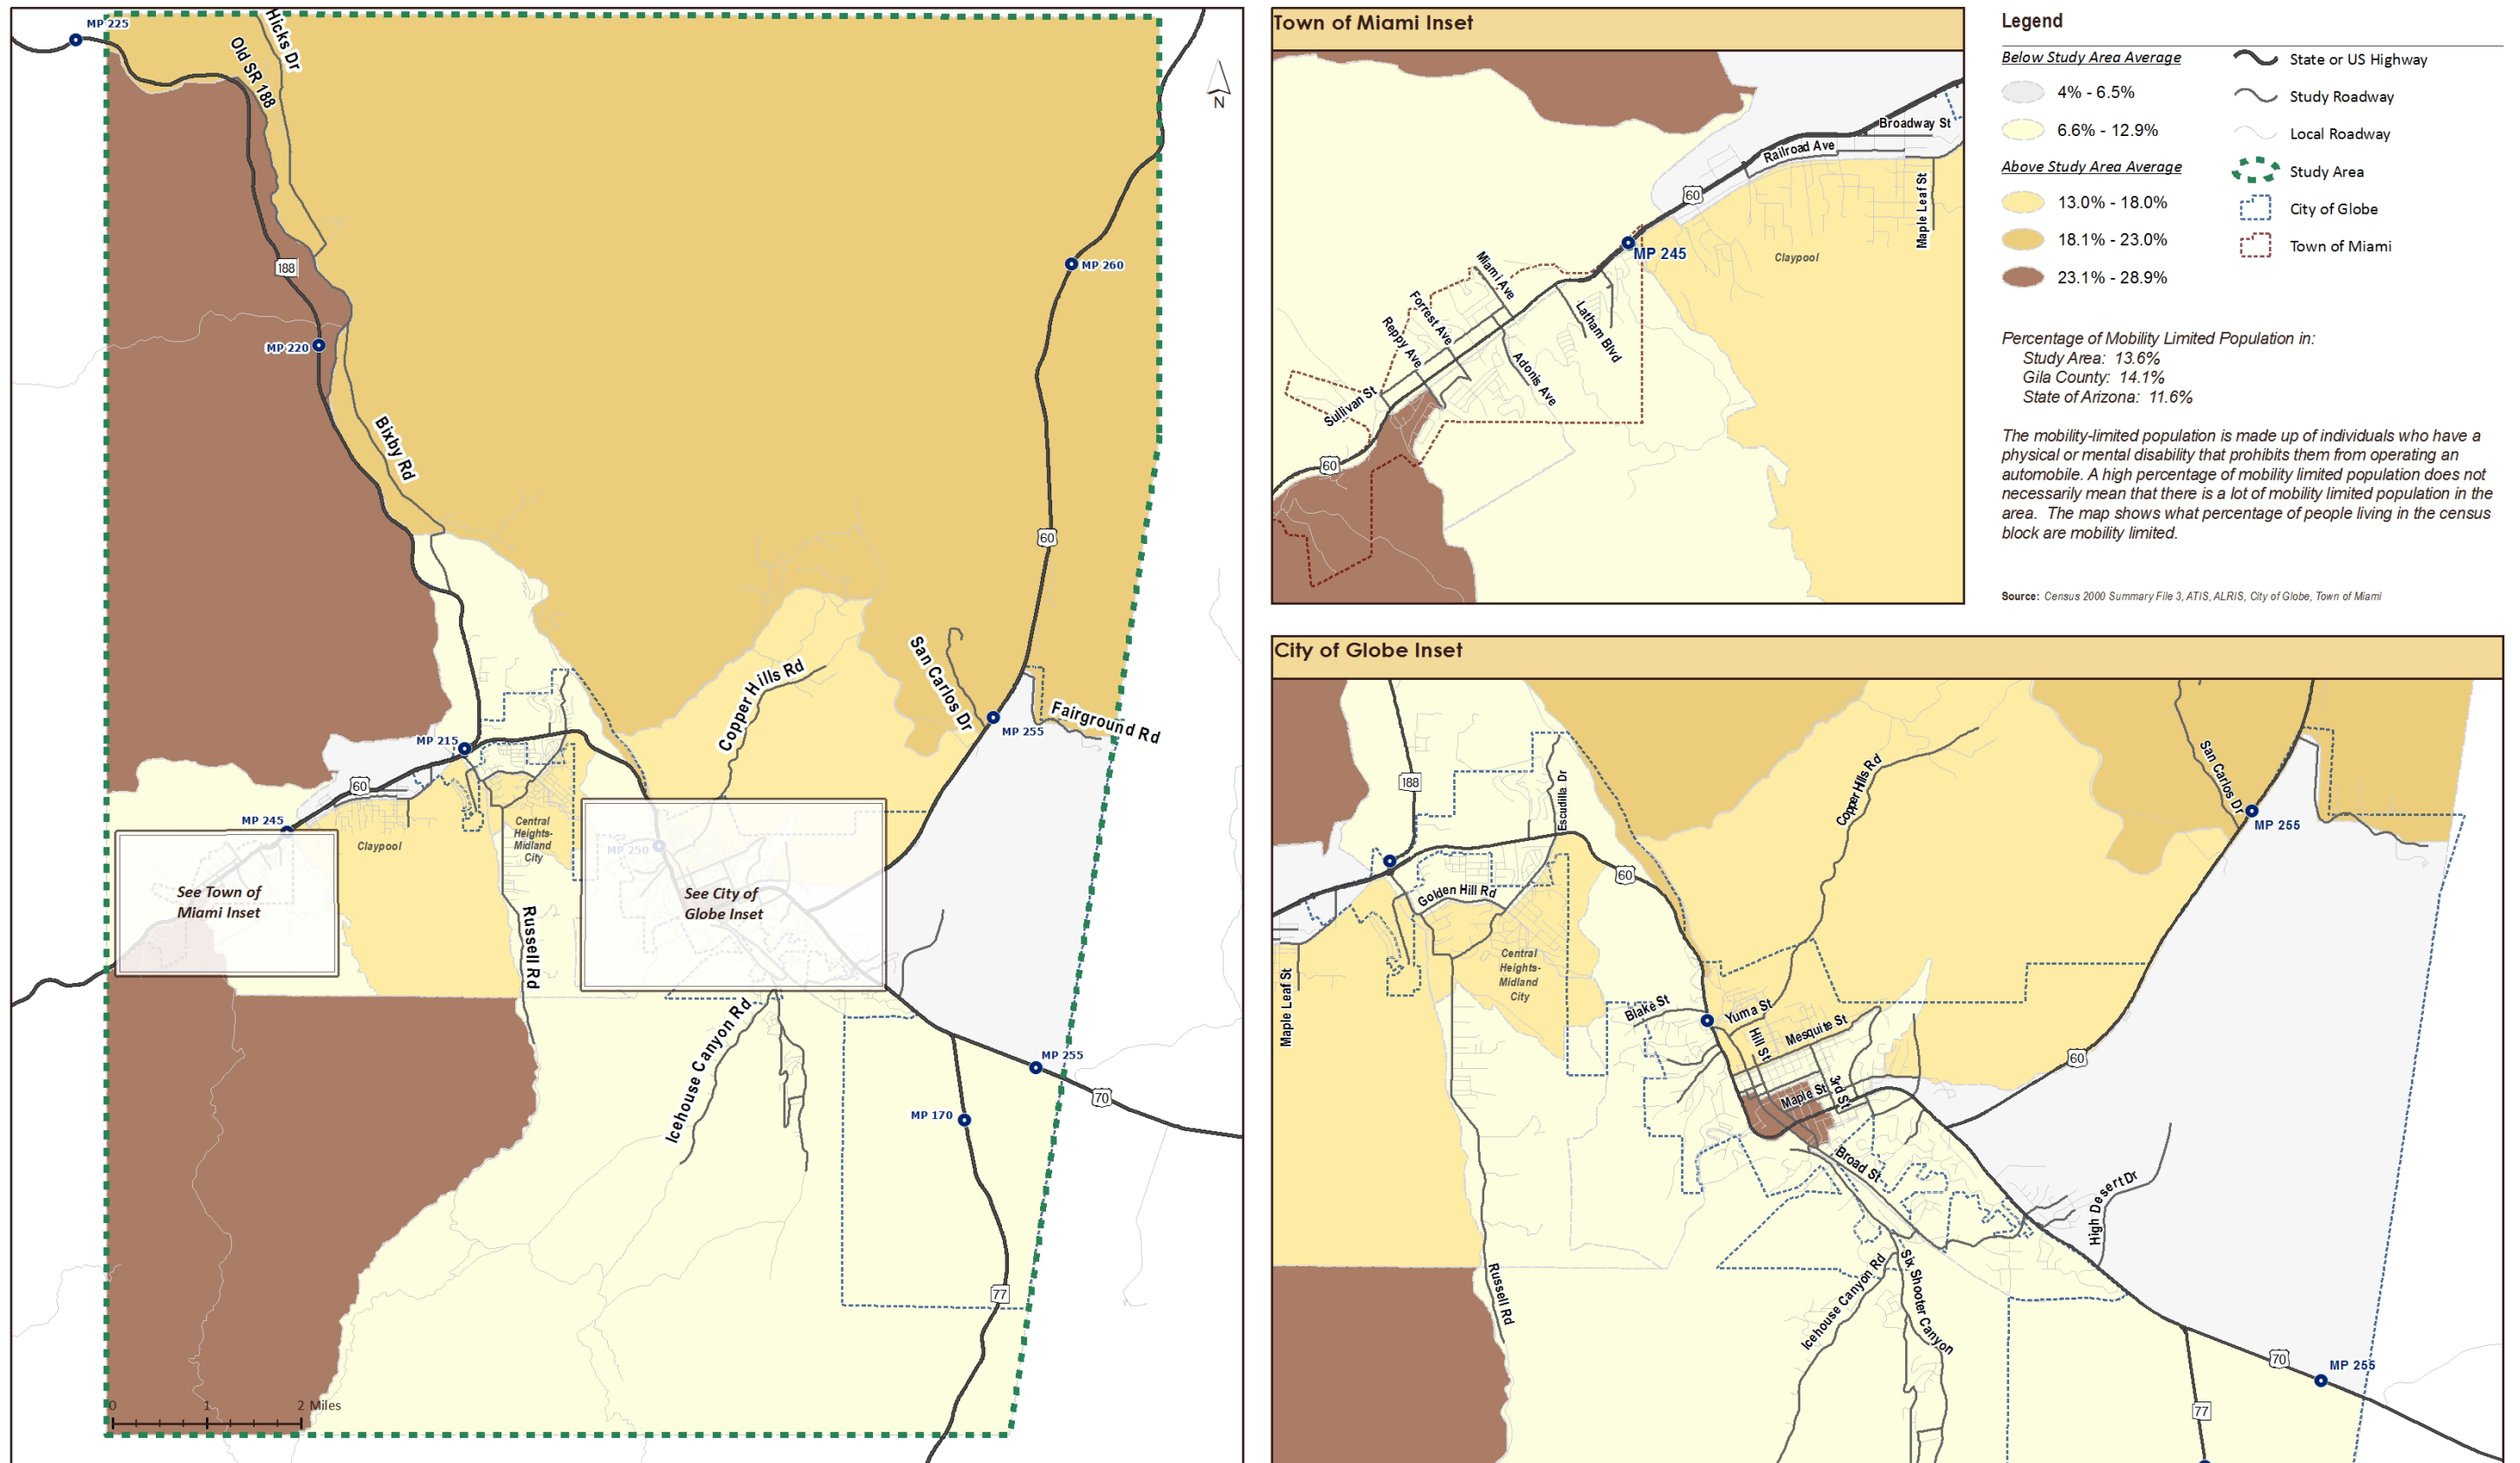 MP 225
Hicks Dr
Old SR 188
N
188
MP 260
MP 220
Bixby Rd
60
San Carlos Dr
Copper Hills Rd
Fairground Rd
MP 255
MP 215
60
MP 245
Claypool
Central
Heights-
Midland
City
MP 250
See Town of
Miami Inset
See City of
Globe Inset
Russell Rd
Icehouse Canyon Rd
MP 255
70
MP 170
77
0 1 2 Miles
Town of Miami Inset
Broadway St
Railroad Ave
60
Maple Leaf St
MP 245
Claypool
Miami Ave
Forrest Ave
Reppy Ave
Latham Blvd
Adonis Ave
Sullivan St
60
Legend
Below Study Area Average
4% - 6.5%
6.6% - 12.9%
Above Study Area Average
13.0% - 18.0%
18.1% - 23.0%
23.1% - 28.9%
State or US Highway
Study Roadway
Local Roadway
Study Area
City of Globe
Town of Miami
Percentage of Mobility Limited Population in:
Study Area: 13.6%
Gila County: 14.1%
State of Arizona: 11.6%
The mobility-limited population is made up of individuals who have a
physical or mental disability that prohibits them from operating an
automobile. A high percentage of mobility limited population does not
necessarily mean that there is a lot of mobility limited population in the
area. The map shows what percentage of people living in the census
block are mobility limited.
Source: Census 2000 Summary File 3, ATIS, ALRIS, City of Globe, Town of Miami
City of Globe Inset
188
Escudilla Dr
Copper Hills Rd
San Carlos Dr
MP 255
60
Golden Hill Rd
Central
Heights-
Midland
City
Maple Leaf St
Blake St
Yuma St
Hill St
Mesquite St
60
Maple St
3rd St
Broad St
High Desert Dr
Russell Rd
Icehouse Canyon Rd
Six Shooter Canyon
70
MP 255
77